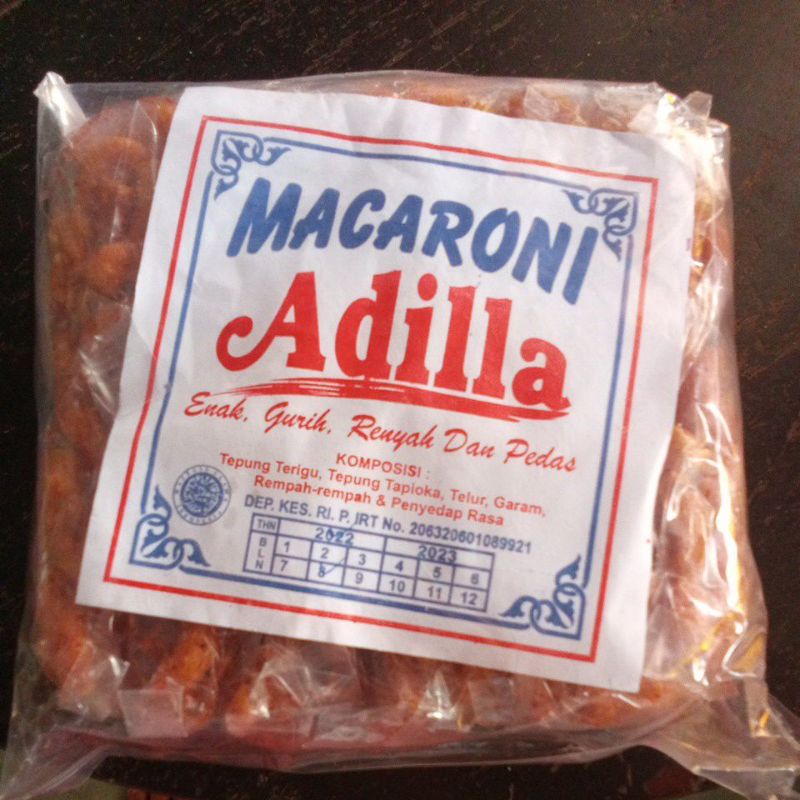 MACARONI
Adilla
Enak, Gurih, Renyah Dan Pedas
KOMPOSISI :
Tepung Terigu, Tepung Tapioka, Telur, Garam,
Rempah-rempah & Penyedap Rasa
DEP. KES. RI. P. IRT No. 206320601089921
THN 2022 2023
BLN 1 2 3 4 5 6
7 8 9 10 11 12